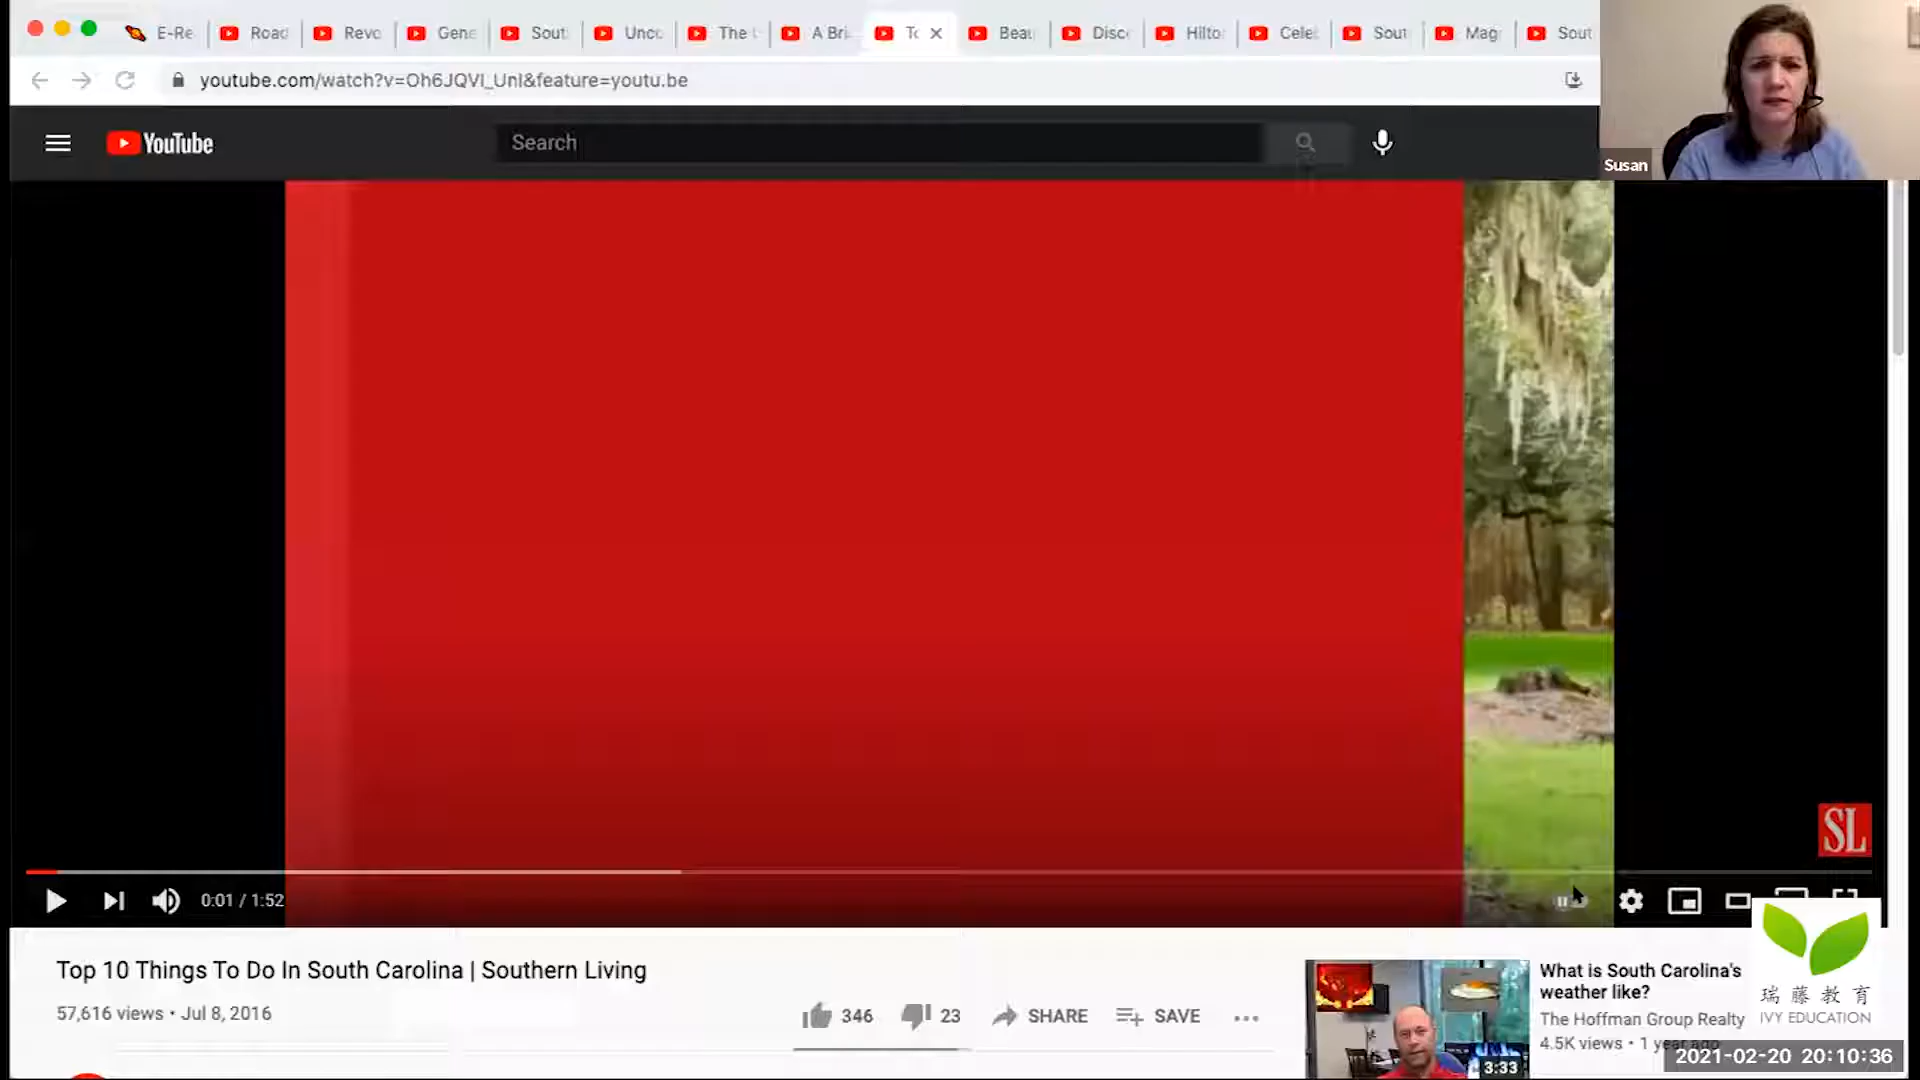 E-Re
Road
Revo
Gene
Sout
Unco
The
A Bri
To
Beau
Disc
Hilto
Cele
Sout
Mag
Sout
youtube.com/watch?v=Oh6JQVI_UnI&feature=youtu.be
YouTube
Search
Susan
SL
0:01 / 1:52
Top 10 Things To Do In South Carolina | Southern Living
57,616 views • Jul 8, 2016
346
23
SHARE
SAVE
3:33
What is South Carolina's
weather like?
The Hoffman Group Realty
4.5K views • 1 year ago
瑞藤教育
IVY EDUCATION
2021-02-20 20:10:36